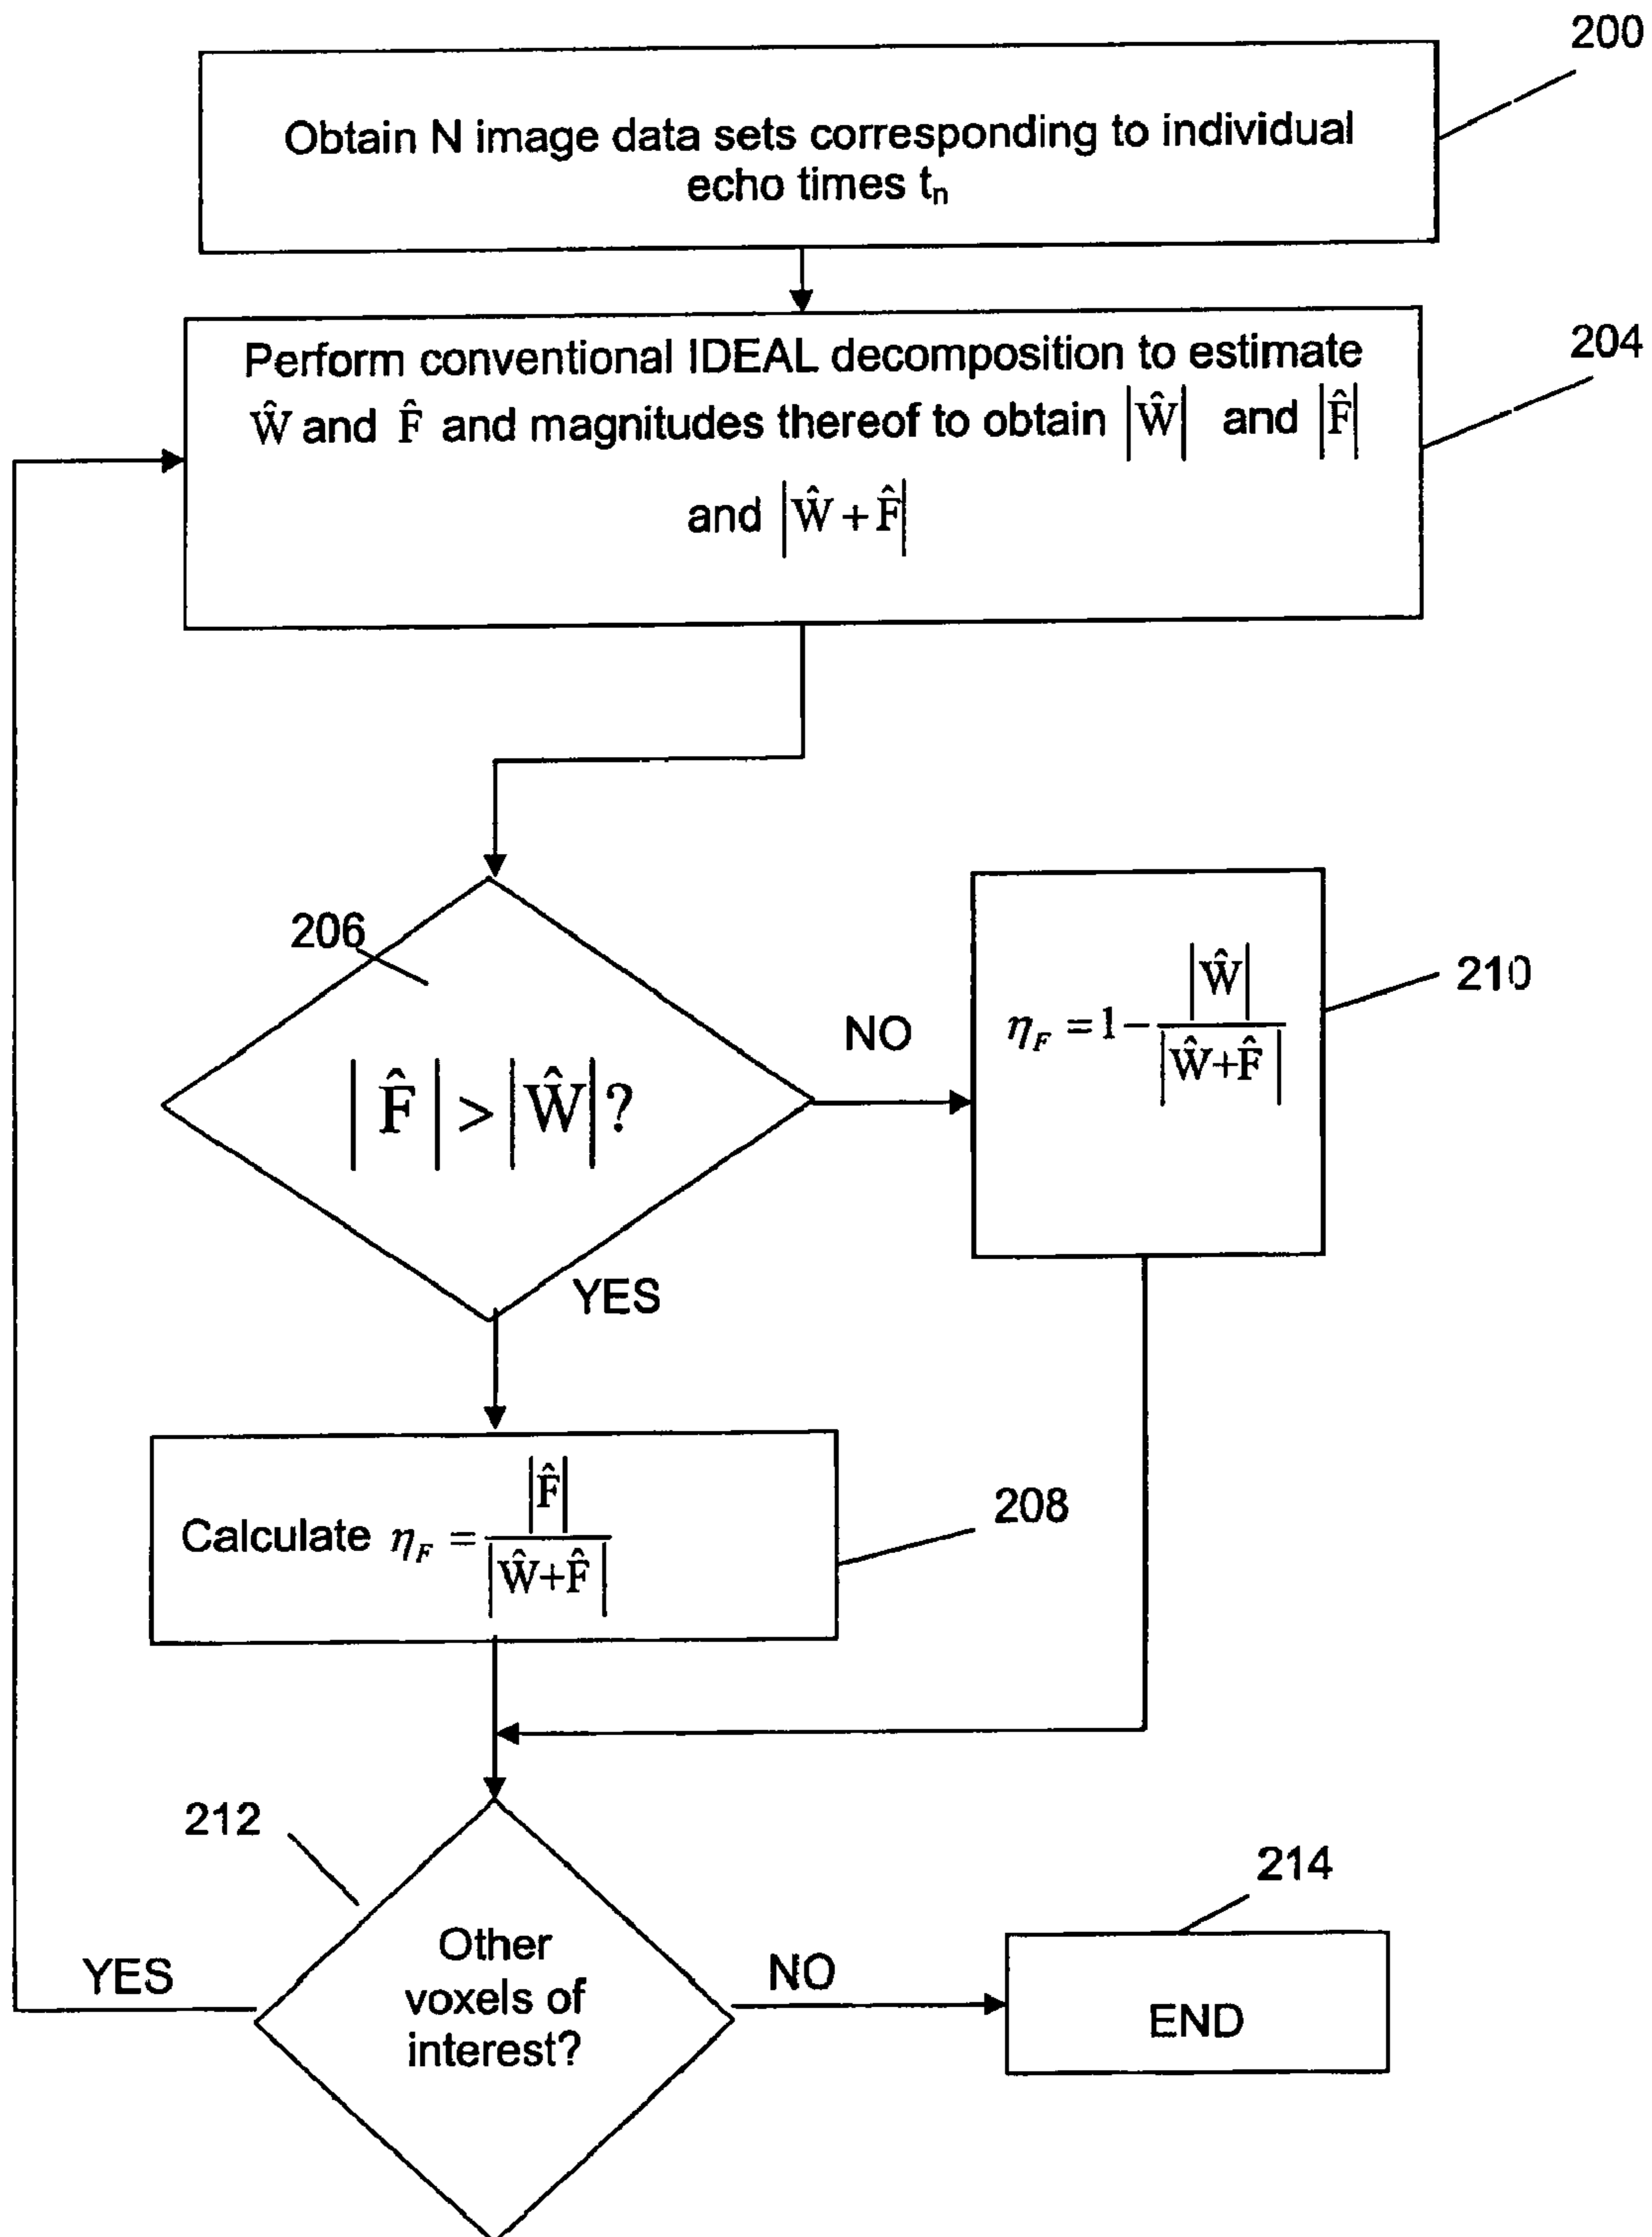 200
Obtain N image data sets corresponding to individual
echo times tₙ
204
Perform conventional IDEAL decomposition to estimate
Ŵ and F̂ and magnitudes thereof to obtain |Ŵ| and |F̂|
and |Ŵ + F̂|
206
|F̂| > |Ŵ|?
NO
210
η_F = 1 − |Ŵ| / |Ŵ+F̂|
YES
Calculate η_F = |F̂| / |Ŵ+F̂|
208
212
Other
voxels of
interest?
YES
NO
214
END